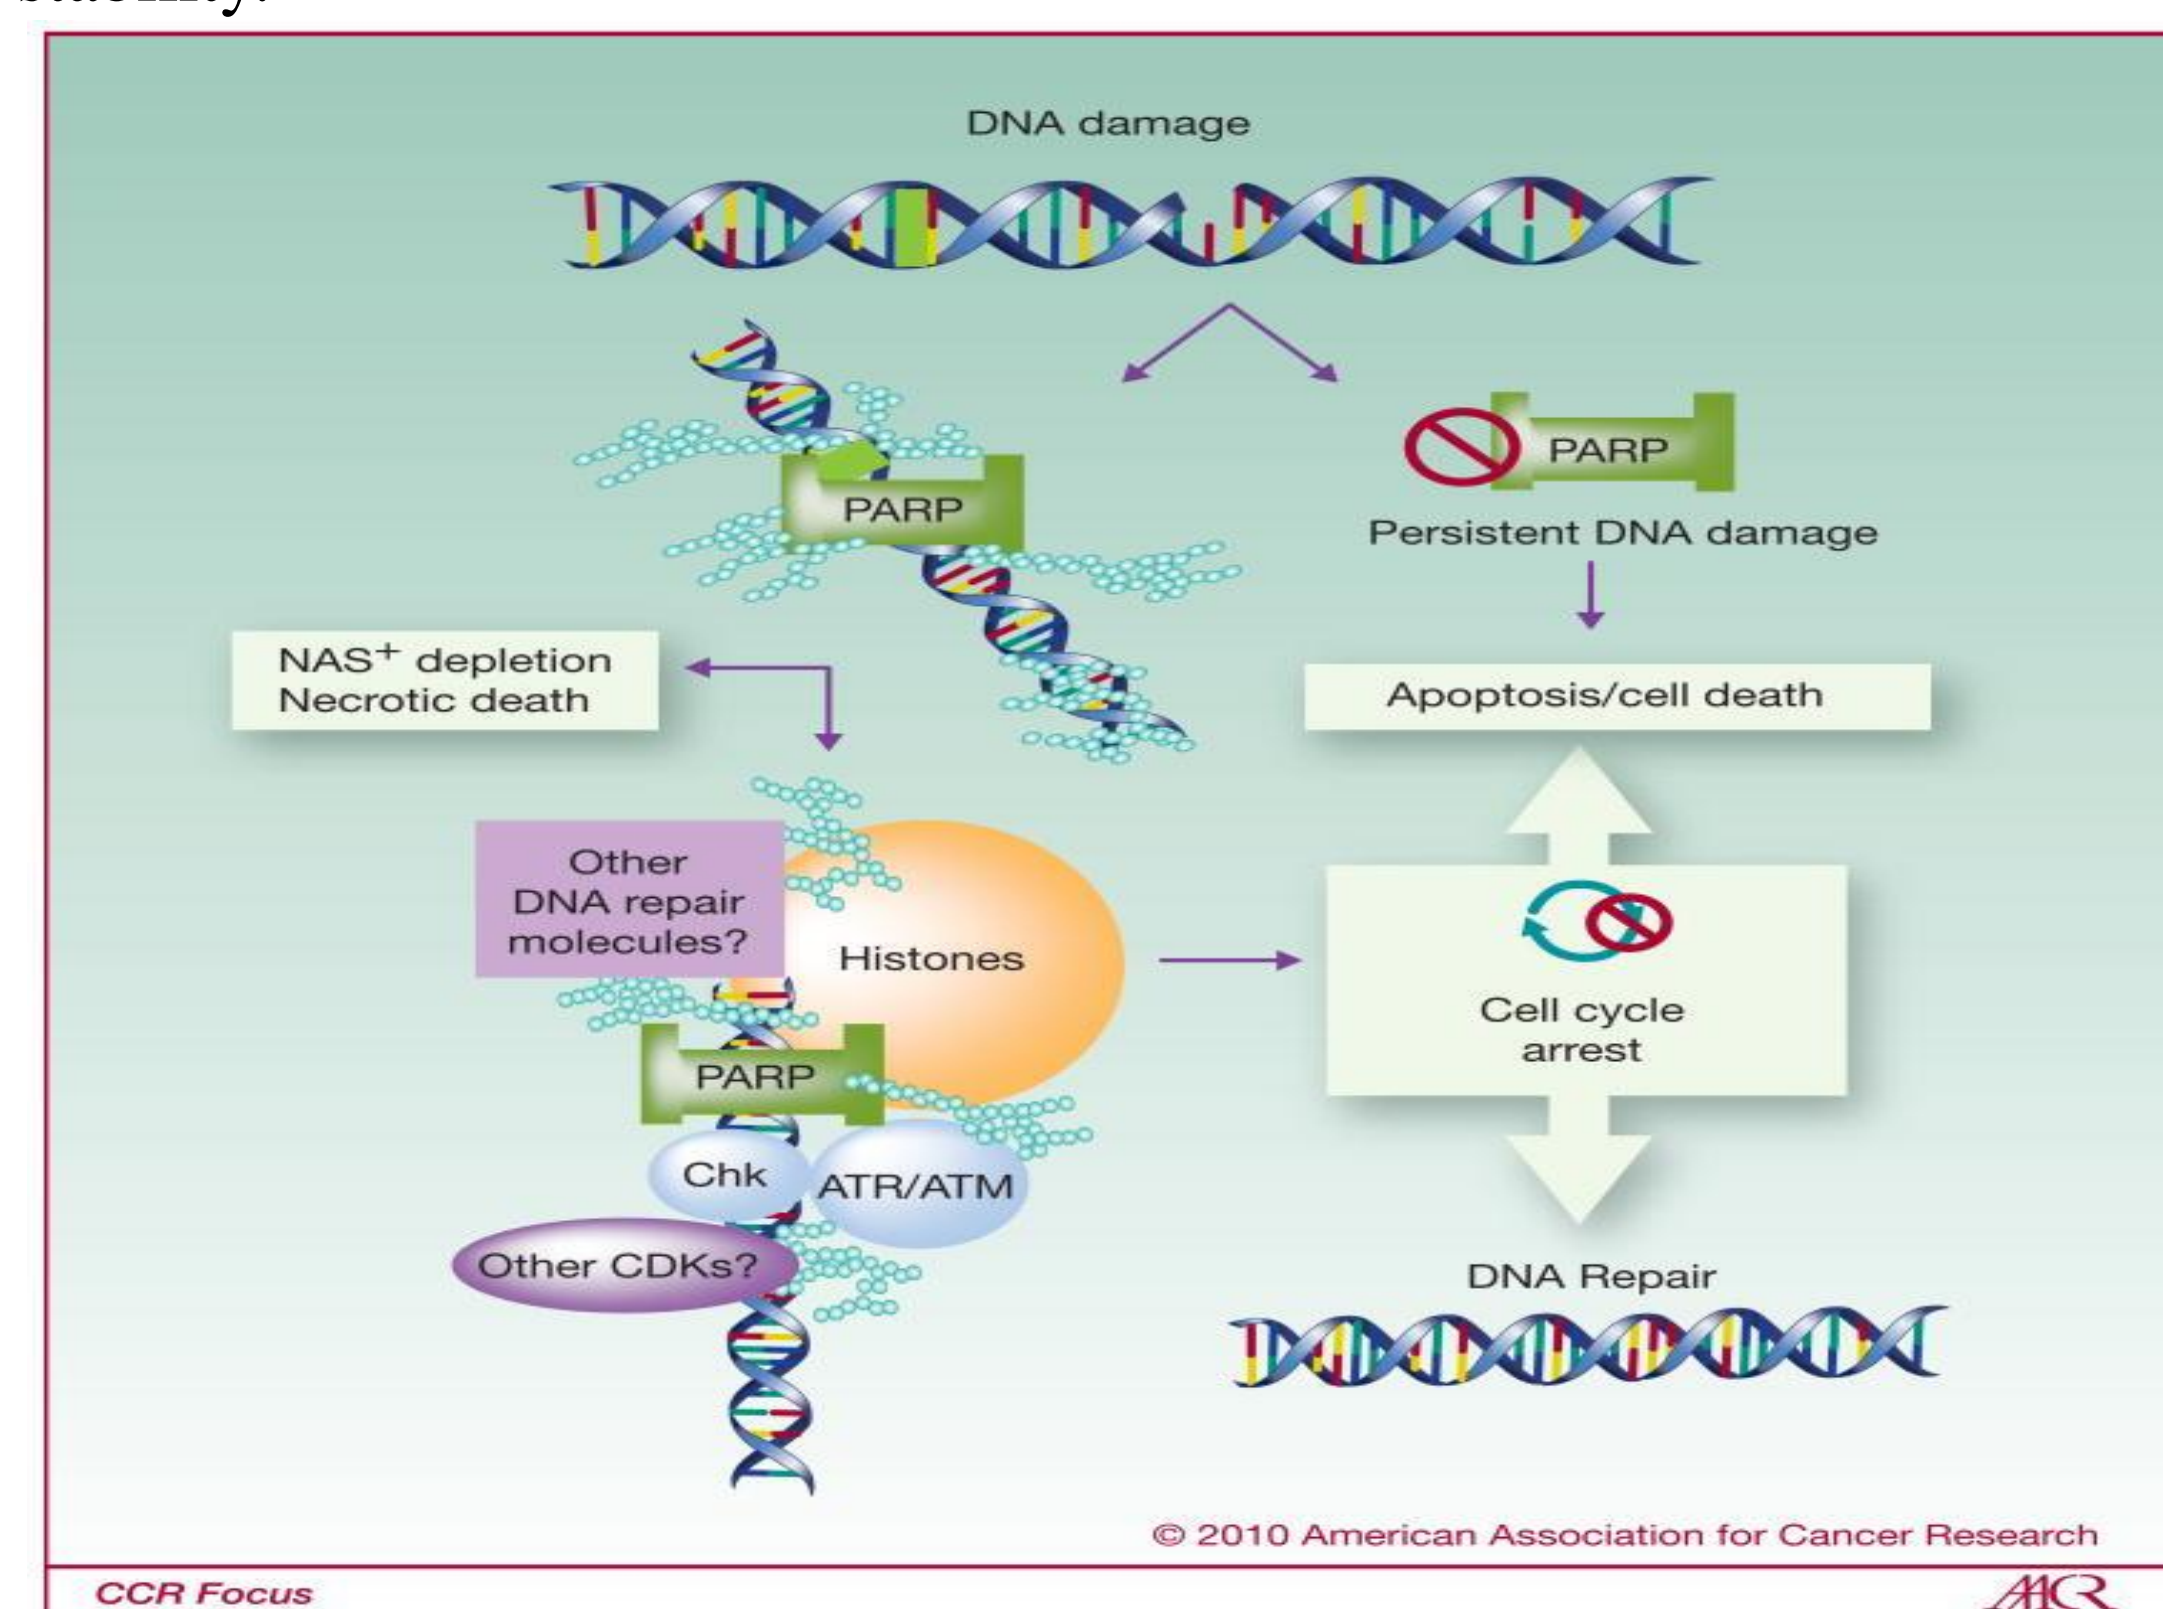 stability.
DNA damage
PARP
PARP
Persistent DNA damage
NAS+ depletion
Necrotic death
Apoptosis/cell death
Other
DNA repair
molecules?
Histones
PARP
Chk
ATR/ATM
Other CDKs?
Cell cycle
arrest
DNA Repair
© 2010 American Association for Cancer Research
CCR Focus
AACR